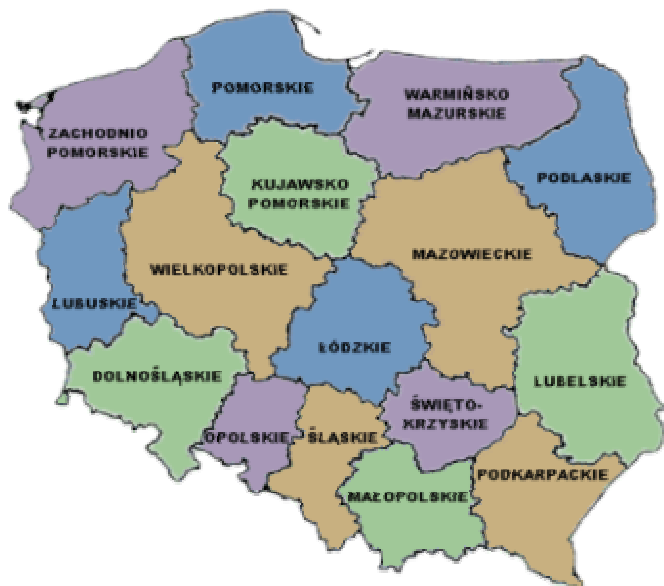 POMORSKIE
WARMIŃSKO
MAZURSKIE
ZACHODNIO
POMORSKIE
KUJAWSKO
POMORSKIE
PODLASKIE
MAZOWIECKIE
WIELKOPOLSKIE
LUBUSKIE
ŁÓDZKIE
DOLNOŚLĄSKIE
LUBELSKIE
ŚWIĘTO-
KRZYSKIE
OPOLSKIE
ŚLĄSKIE
PODKARPACKIE
MAŁOPOLSKIE